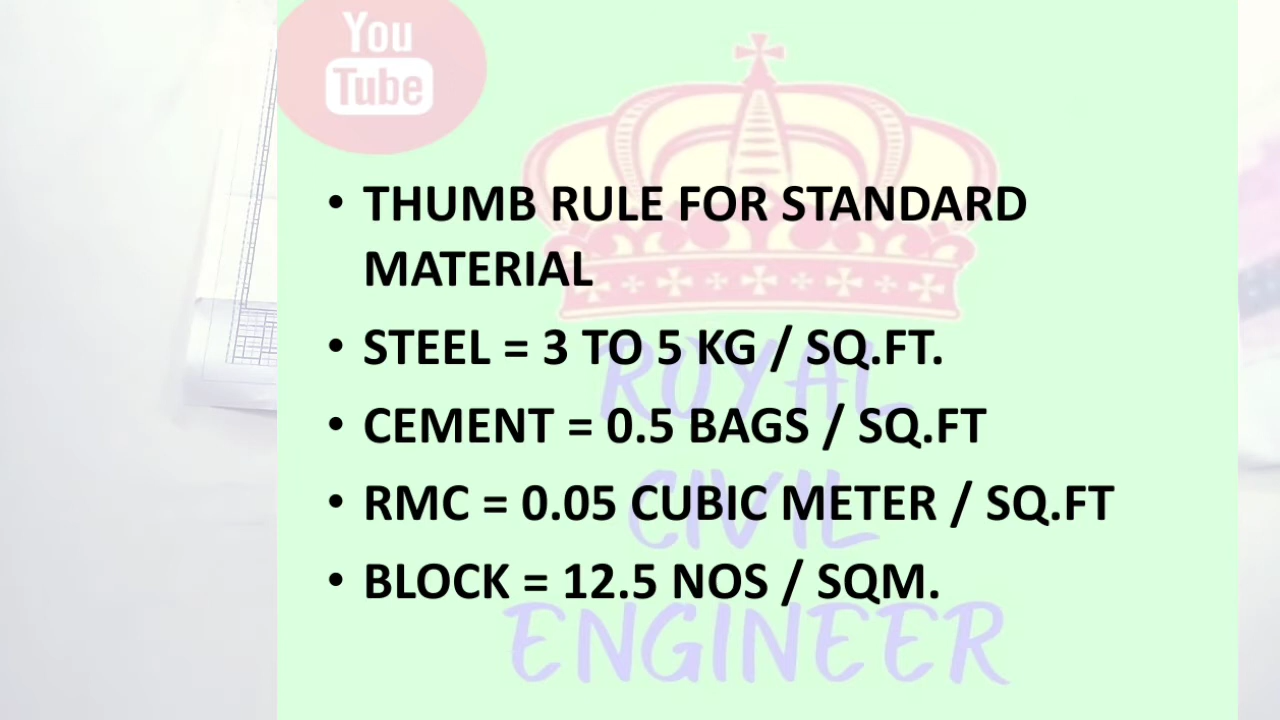 You
Tube
• THUMB RULE FOR STANDARD
MATERIAL
• STEEL = 3 TO 5 KG / SQ.FT.
• CEMENT = 0.5 BAGS / SQ.FT
• RMC = 0.05 CUBIC METER / SQ.FT
• BLOCK = 12.5 NOS / SQM.
ROYAL
CIVIL
ENGINEER